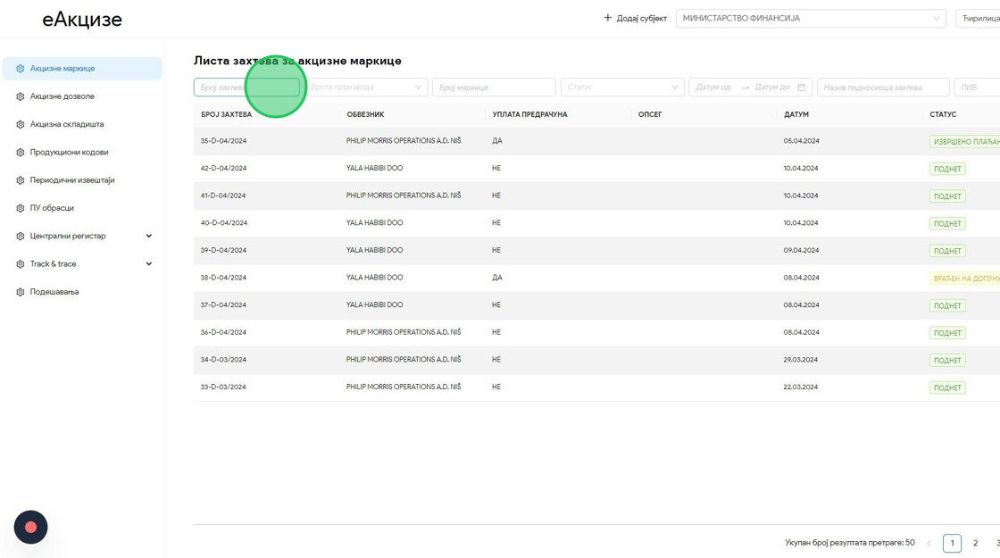 еАкцизе
Додај субјект
МИНИСТАРСТВО ФИНАНСИЈА
Ћирилица
Акцизне маркице
Акцизне дозволе
Акцизна складишта
Продукциони кодови
Периодични извештаји
ПУ обрасци
Централни регистар
Track & trace
Подешавања
Листа захтева за акцизне маркице
Број захтева
Врста производа
Број маркице
Статус
Датум од → Датум до
Назив подносиоца захтева
ПИБ
БРОЈ ЗАХТЕВА ОБВЕЗНИК УПЛАТА ПРЕДРАЧУНА ОПСЕГ ДАТУМ СТАТУС
35-D-04/2024 PHILIP MORRIS OPERATIONS A.D. NIŠ ДА 05.04.2024 ИЗВРШЕНО ПЛАЋАН
42-D-04/2024 YALA HABIBI DOO НЕ 10.04.2024 ПОДНЕТ
41-D-04/2024 PHILIP MORRIS OPERATIONS A.D. NIŠ НЕ 10.04.2024 ПОДНЕТ
40-D-04/2024 YALA HABIBI DOO НЕ 10.04.2024 ПОДНЕТ
39-D-04/2024 YALA HABIBI DOO НЕ 09.04.2024 ПОДНЕТ
38-D-04/2024 YALA HABIBI DOO ДА 08.04.2024 ВРАЋЕН НА ДОПУНУ
37-D-04/2024 YALA HABIBI DOO НЕ 08.04.2024 ПОДНЕТ
36-D-04/2024 PHILIP MORRIS OPERATIONS A.D. NIŠ НЕ 08.04.2024 ПОДНЕТ
34-D-03/2024 PHILIP MORRIS OPERATIONS A.D. NIŠ НЕ 29.03.2024 ПОДНЕТ
33-D-03/2024 PHILIP MORRIS OPERATIONS A.D. NIŠ НЕ 22.03.2024 ПОДНЕТ
Укупан број резултата претраге: 50 < 1 2 3